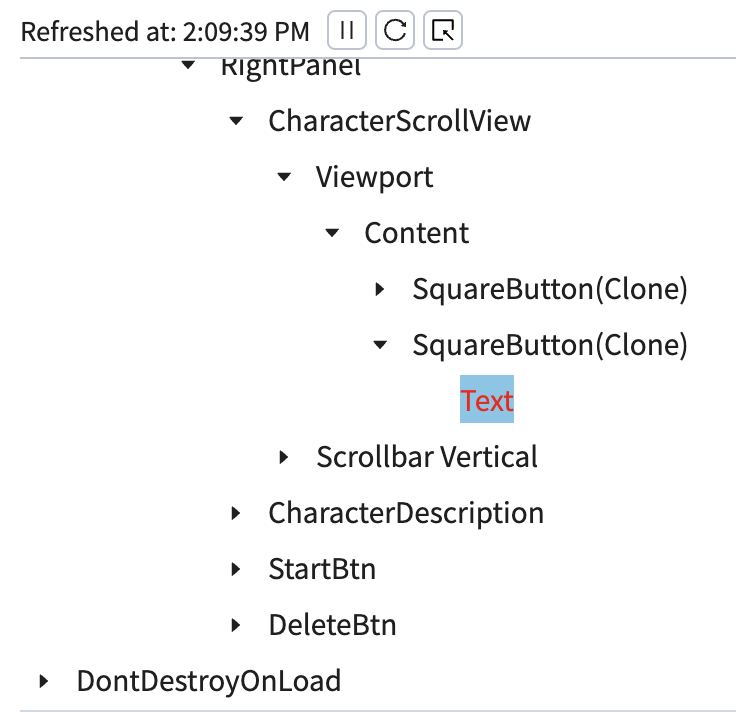 Refreshed at: 2:09:39 PM
RightPanel
CharacterScrollView
Viewport
Content
SquareButton(Clone)
SquareButton(Clone)
Text
Scrollbar Vertical
CharacterDescription
StartBtn
DeleteBtn
DontDestroyOnLoad